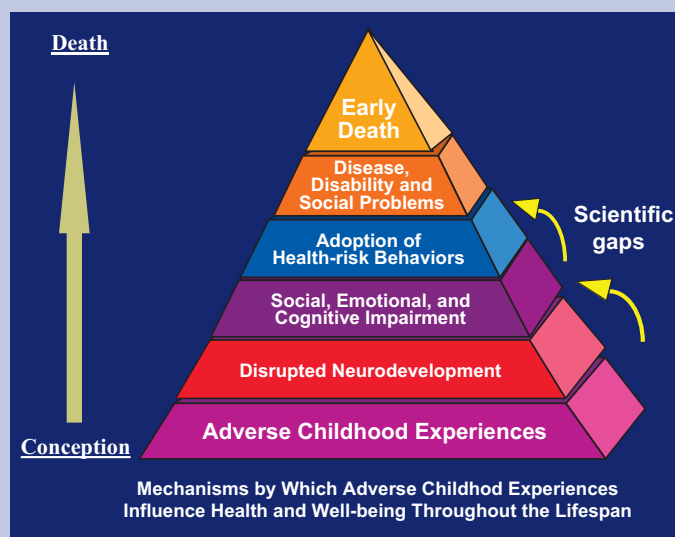 Death
Early
Death
Disease,
Disability and
Social Problems
Scientific
gaps
Adoption of
Health-risk Behaviors
Social, Emotional, and
Cognitive Impairment
Disrupted Neurodevelopment
Adverse Childhood Experiences
Conception
Mechanisms by Which Adverse Childhod Experiences
Influence Health and Well-being Throughout the Lifespan